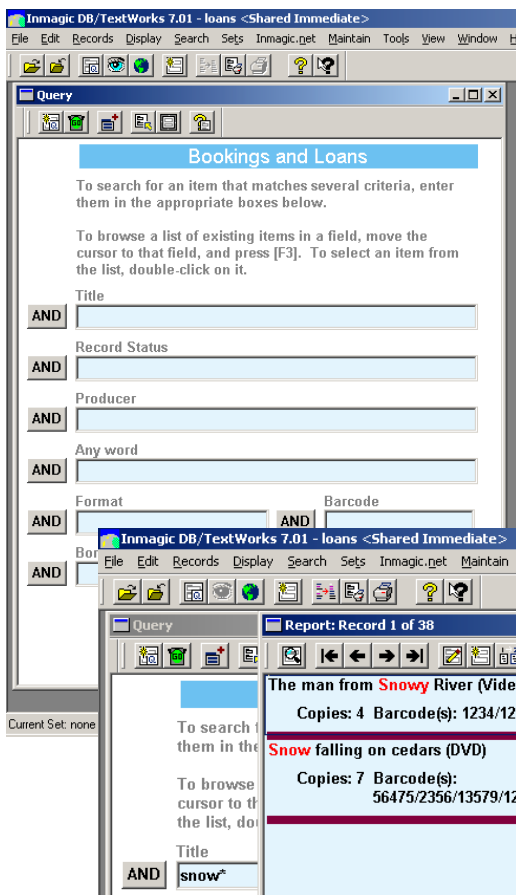 Inmagic DB/TextWorks 7.01 - loans <Shared Immediate>
File Edit Records Display Search Sets Inmagic.net Maintain Tools View Window H
Query
Bookings and Loans
To search for an item that matches several criteria, enter
them in the appropriate boxes below.
To browse a list of existing items in a field, move the
cursor to that field, and press [F3]. To select an item from
the list, double-click on it.
Title
AND
Record Status
AND
Producer
AND
Any word
AND
Format Barcode
AND AND
Bor
AND
Current Set: none
Inmagic DB/TextWorks 7.01 - loans <Shared Immediate>
File Edit Records Display Search Sets Inmagic.net Maintain
Query
Report: Record 1 of 38
The man from Snowy River (Vide
Copies: 4 Barcode(s): 1234/12
Snow falling on cedars (DVD)
Copies: 7 Barcode(s):
56475/2356/13579/12
To search f
them in the
To browse
cursor to th
the list, dou
Title
AND snow*